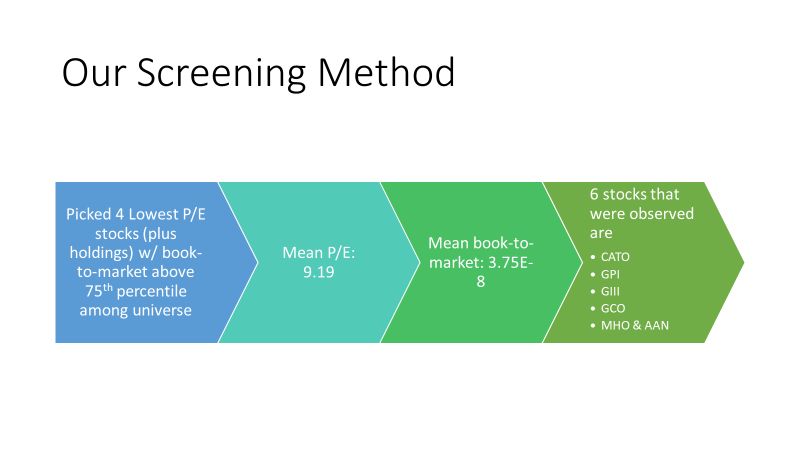 Our Screening Method
Picked 4 Lowest P/E
stocks (plus
holdings) w/ book-
to-market above
75th percentile
among universe
Mean P/E:
9.19
Mean book-to-
market: 3.75E-
8
6 stocks that
were observed
are
• CATO
• GPI
• GIII
• GCO
• MHO & AAN